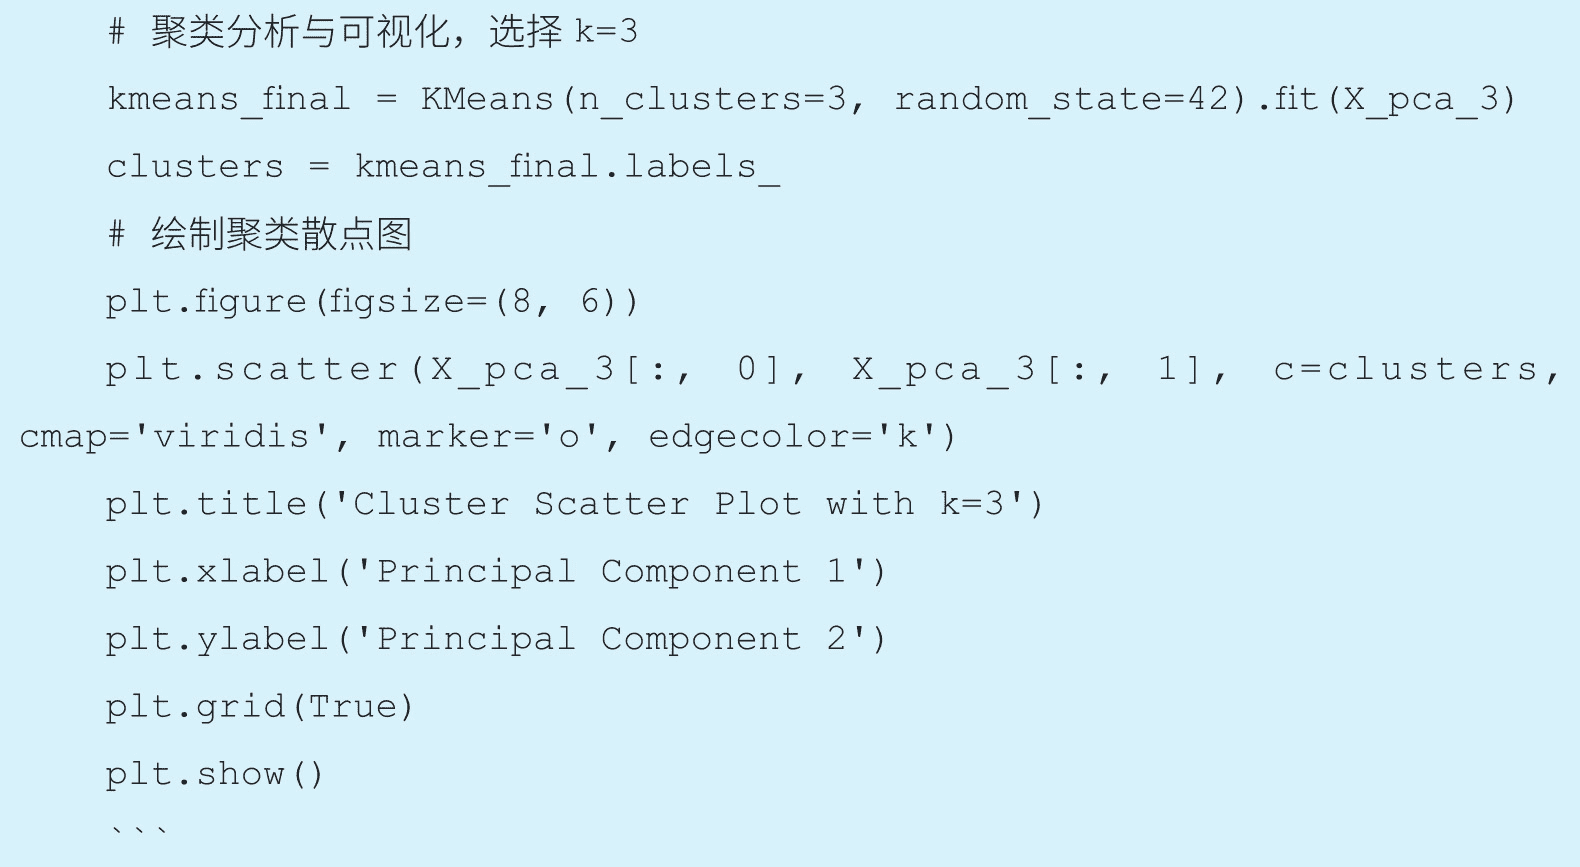 # 聚类分析与可视化，选择 k=3
kmeans_final = KMeans(n_clusters=3, random_state=42).fit(X_pca_3)
clusters = kmeans_final.labels_
# 绘制聚类散点图
plt.figure(figsize=(8, 6))
plt.scatter(X_pca_3[:, 0], X_pca_3[:, 1], c=clusters,
cmap='viridis', marker='o', edgecolor='k')
plt.title('Cluster Scatter Plot with k=3')
plt.xlabel('Principal Component 1')
plt.ylabel('Principal Component 2')
plt.grid(True)
plt.show()
```